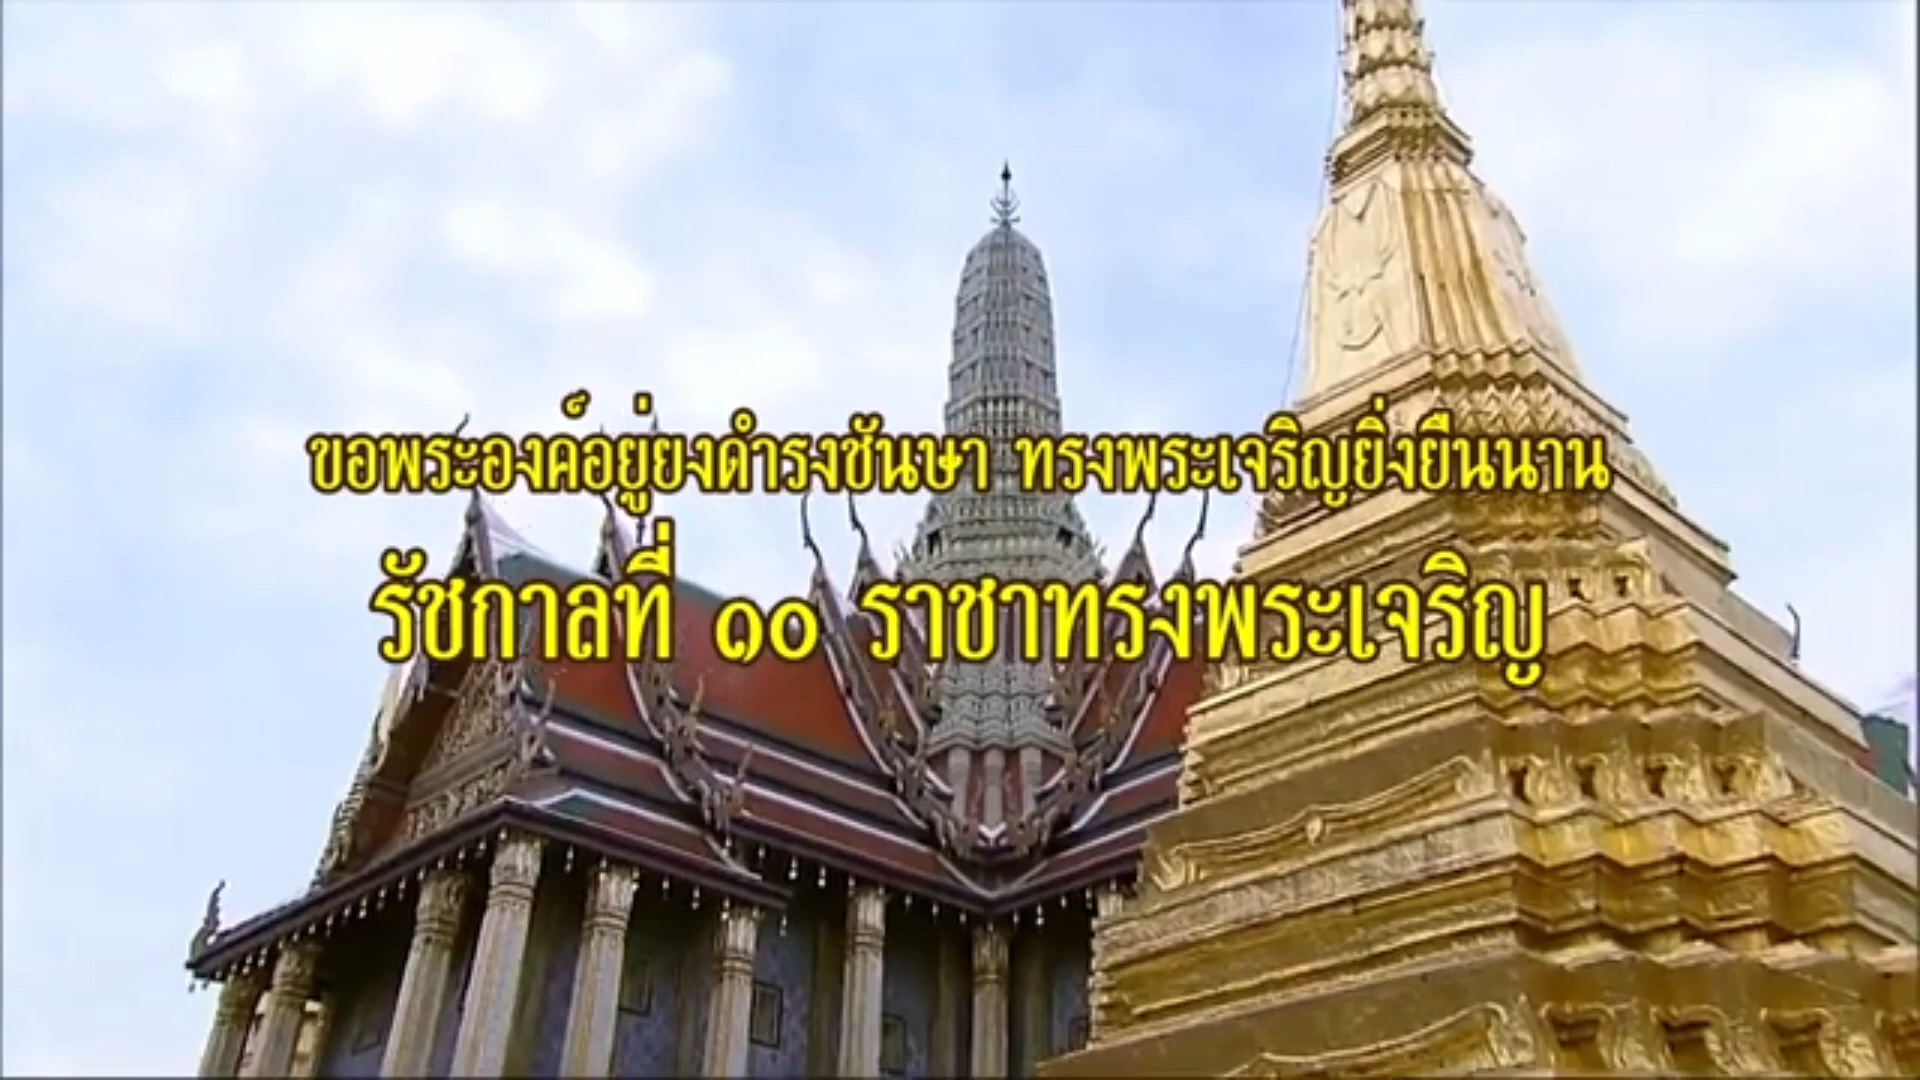 ขอพระองค์อยู่ยงดำรงชันษา ทรงพระเจริญยิ่งยืนนาน
รัชกาลที่ ๑๐ ราชาทรงพระเจริญ